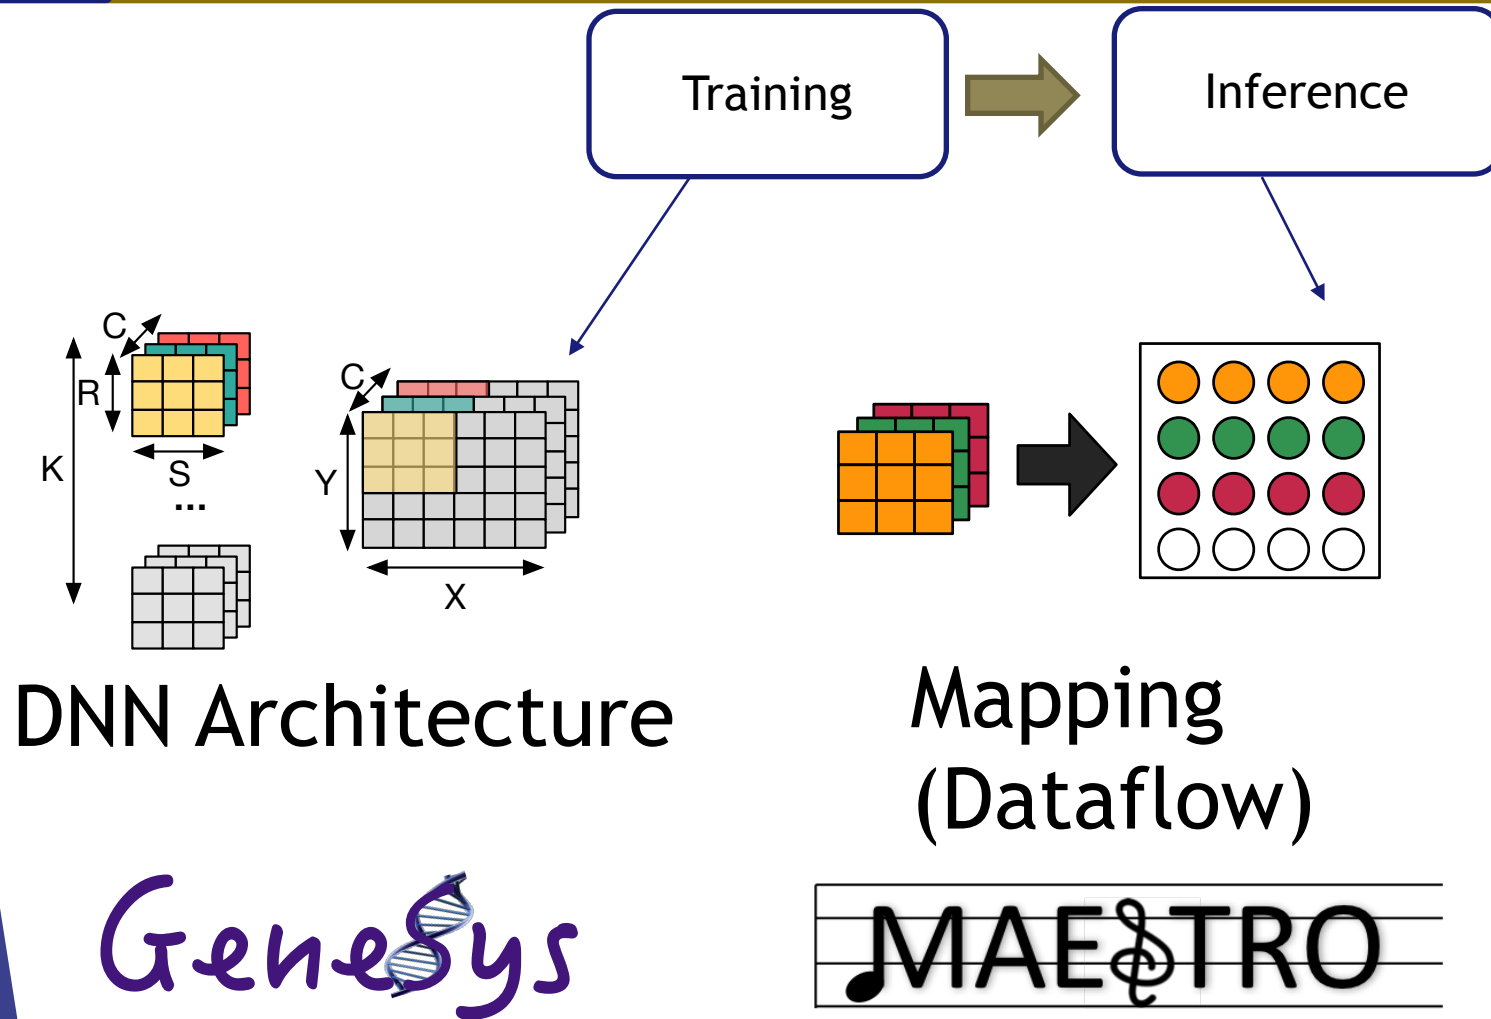 Training
Inference
C
R
K
S
...
C
Y
X
DNN Architecture
Mapping
(Dataflow)
GeneSys
MAESTRO